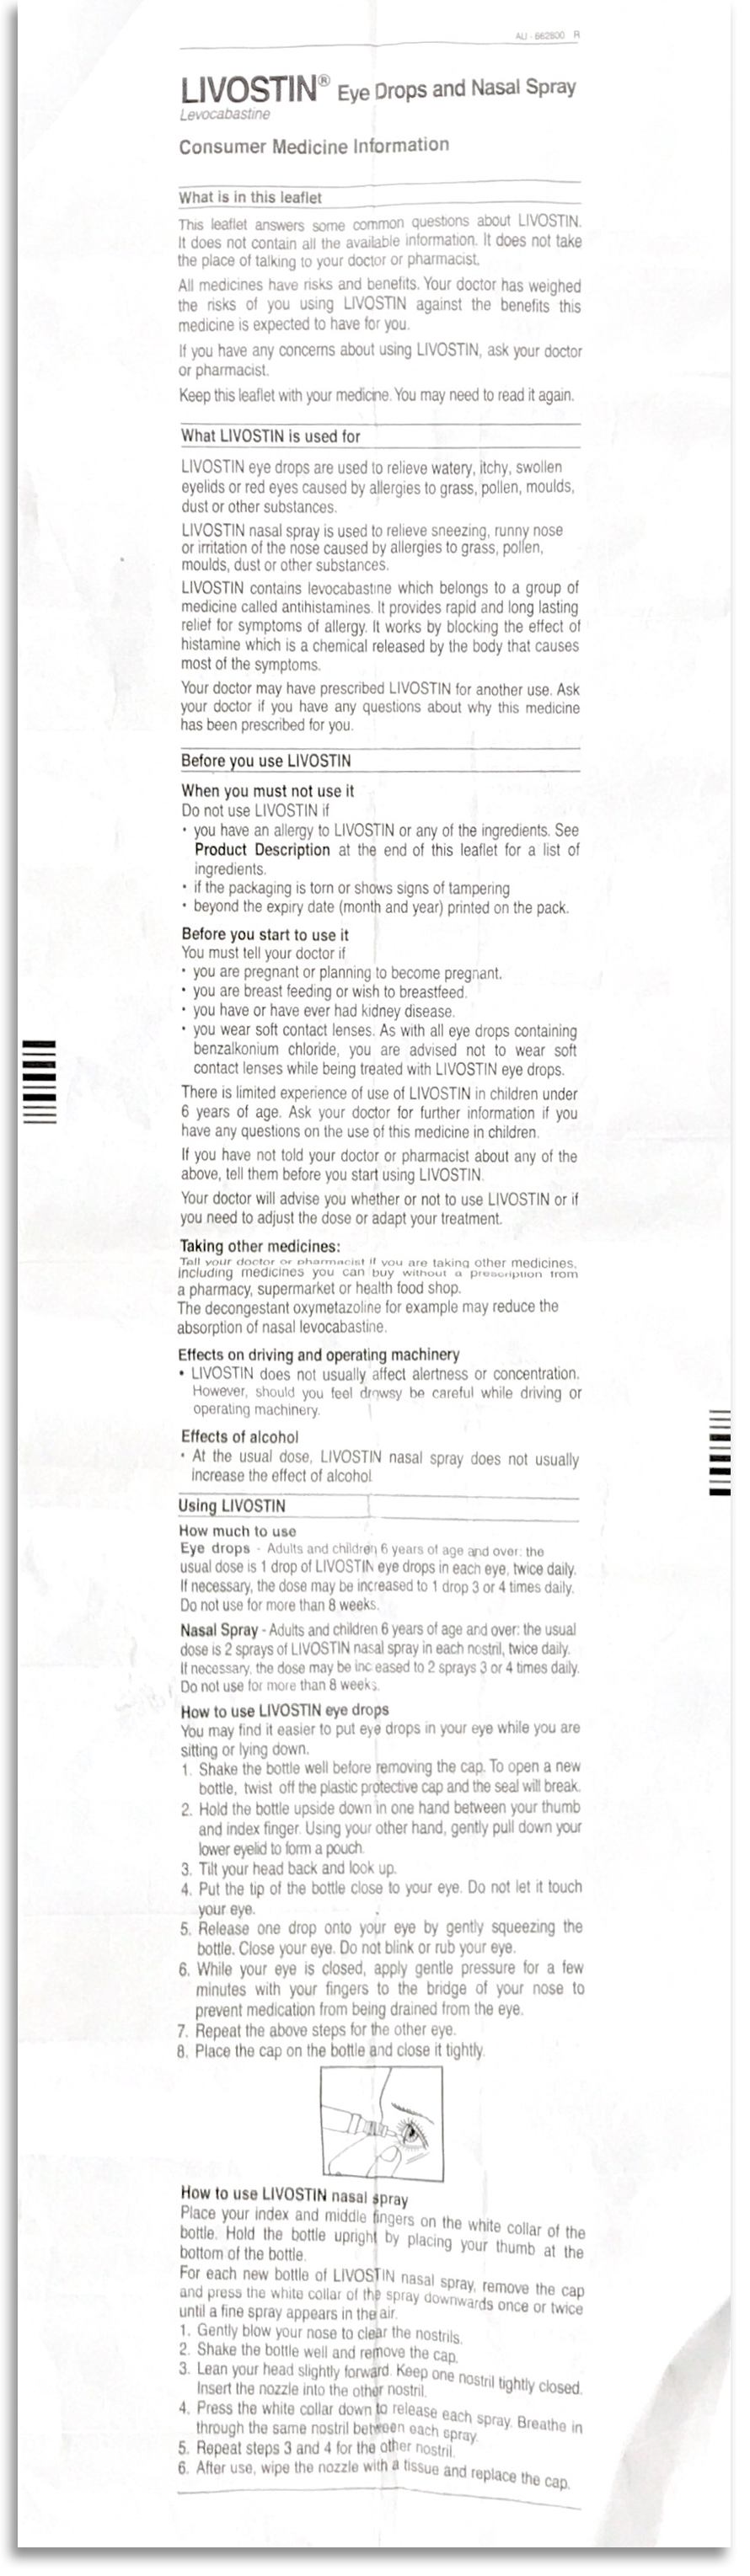 AU - 662800 R
LIVOSTIN® Eye Drops and Nasal Spray
Levocabastine
Consumer Medicine Information
What is in this leaflet
This leaflet answers some common questions about LIVOSTIN.
It does not contain all the available information. It does not take
the place of talking to your doctor or pharmacist.
All medicines have risks and benefits. Your doctor has weighed
the risks of you using LIVOSTIN against the benefits this
medicine is expected to have for you.
If you have any concerns about using LIVOSTIN, ask your doctor
or pharmacist.
Keep this leaflet with your medicine. You may need to read it again.
What LIVOSTIN is used for
LIVOSTIN eye drops are used to relieve watery, itchy, swollen
eyelids or red eyes caused by allergies to grass, pollen, moulds,
dust or other substances.
LIVOSTIN nasal spray is used to relieve sneezing, runny nose
or irritation of the nose caused by allergies to grass, pollen,
moulds, dust or other substances.
LIVOSTIN contains levocabastine which belongs to a group of
medicine called antihistamines. It provides rapid and long lasting
relief for symptoms of allergy. It works by blocking the effect of
histamine which is a chemical released by the body that causes
most of the symptoms.
Your doctor may have prescribed LIVOSTIN for another use. Ask
your doctor if you have any questions about why this medicine
has been prescribed for you.
Before you use LIVOSTIN
When you must not use it
Do not use LIVOSTIN if
• you have an allergy to LIVOSTIN or any of the ingredients. See
Product Description at the end of this leaflet for a list of
ingredients.
• if the packaging is torn or shows signs of tampering
• beyond the expiry date (month and year) printed on the pack.
Before you start to use it
You must tell your doctor if
• you are pregnant or planning to become pregnant.
• you are breast feeding or wish to breastfeed.
• you have or have ever had kidney disease.
• you wear soft contact lenses. As with all eye drops containing
benzalkonium chloride, you are advised not to wear soft
contact lenses while being treated with LIVOSTIN eye drops.
There is limited experience of use of LIVOSTIN in children under
6 years of age. Ask your doctor for further information if you
have any questions on the use of this medicine in children.
If you have not told your doctor or pharmacist about any of the
above, tell them before you start using LIVOSTIN.
Your doctor will advise you whether or not to use LIVOSTIN or if
you need to adjust the dose or adapt your treatment.
Taking other medicines:
Tell your doctor or pharmacist if you are taking other medicines,
including medicines you can buy without a prescription from
a pharmacy, supermarket or health food shop.
The decongestant oxymetazoline for example may reduce the
absorption of nasal levocabastine.
Effects on driving and operating machinery
• LIVOSTIN does not usually affect alertness or concentration.
However, should you feel drowsy be careful while driving or
operating machinery.
Effects of alcohol
• At the usual dose, LIVOSTIN nasal spray does not usually
increase the effect of alcohol
Using LIVOSTIN
How much to use
Eye drops - Adults and children 6 years of age and over: the
usual dose is 1 drop of LIVOSTIN eye drops in each eye, twice daily.
If necessary, the dose may be increased to 1 drop 3 or 4 times daily.
Do not use for more than 8 weeks.
Nasal Spray - Adults and children 6 years of age and over: the usual
dose is 2 sprays of LIVOSTIN nasal spray in each nostril, twice daily.
If necessary, the dose may be inc eased to 2 sprays 3 or 4 times daily.
Do not use for more than 8 weeks.
How to use LIVOSTIN eye drops
You may find it easier to put eye drops in your eye while you are
sitting or lying down.
1. Shake the bottle well before removing the cap. To open a new
bottle, twist off the plastic protective cap and the seal will break.
2. Hold the bottle upside down in one hand between your thumb
and index finger. Using your other hand, gently pull down your
lower eyelid to form a pouch.
3. Tilt your head back and look up.
4. Put the tip of the bottle close to your eye. Do not let it touch
your eye.
5. Release one drop onto your eye by gently squeezing the
bottle. Close your eye. Do not blink or rub your eye.
6. While your eye is closed, apply gentle pressure for a few
minutes with your fingers to the bridge of your nose to
prevent medication from being drained from the eye.
7. Repeat the above steps for the other eye.
8. Place the cap on the bottle and close it tightly.
How to use LIVOSTIN nasal spray
Place your index and middle fingers on the white collar of the
bottle. Hold the bottle upright by placing your thumb at the
bottom of the bottle.
For each new bottle of LIVOSTIN nasal spray, remove the cap
and press the white collar of the spray downwards once or twice
until a fine spray appears in the air.
1. Gently blow your nose to clear the nostrils.
2. Shake the bottle well and remove the cap.
3. Lean your head slightly forward. Keep one nostril tightly closed.
Insert the nozzle into the other nostril.
4. Press the white collar down to release each spray. Breathe in
through the same nostril between each spray.
5. Repeat steps 3 and 4 for the other nostril.
6. After use, wipe the nozzle with a tissue and replace the cap.